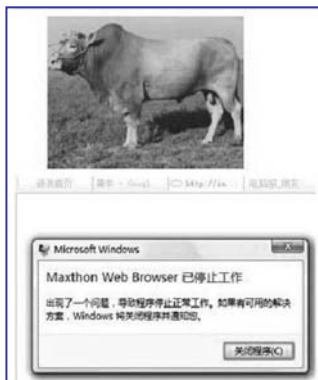 http://
Microsoft Windows
Maxthon Web Browser 已停止工作
出现了一个问题，导致程序停止正常工作。如果有可用的解决
方案，Windows 将关闭程序并通知您。
关闭程序(C)